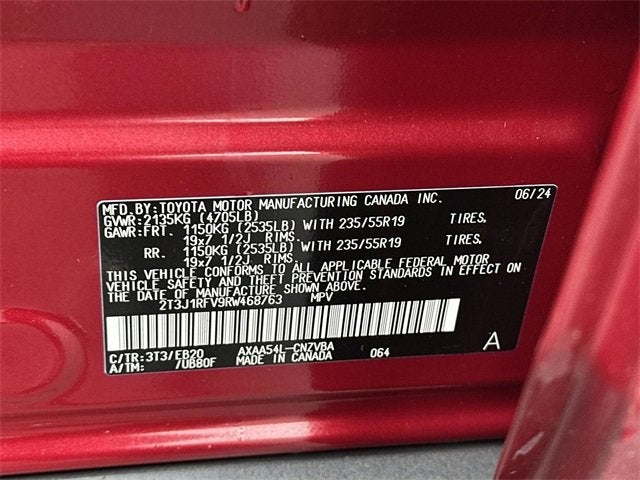 MFD.BY:TOYOTA MOTOR MANUFACTURING CANADA INC. 06/24
GVWR:2135KG (4705LB)
GAWR:FRT. 1150KG (2535LB) WITH 235/55R19 TIRES.
19x7 1/2J RIMS.
RR. 1150KG (2535LB) WITH 235/55R19 TIRES.
19x7 1/2J RIMS.
THIS VEHICLE CONFORMS TO ALL APPLICABLE FEDERAL MOTOR
VEHICLE SAFETY AND THEFT PREVENTION STANDARDS IN EFFECT ON
THE DATE OF MANUFACTURE SHOWN ABOVE.
2T3J1RFV9RW468763 MPV
C/TR:3T3/EB20 AXAA54L-CNZVBA A
A/TM: 7UB80F MADE IN CANADA 064